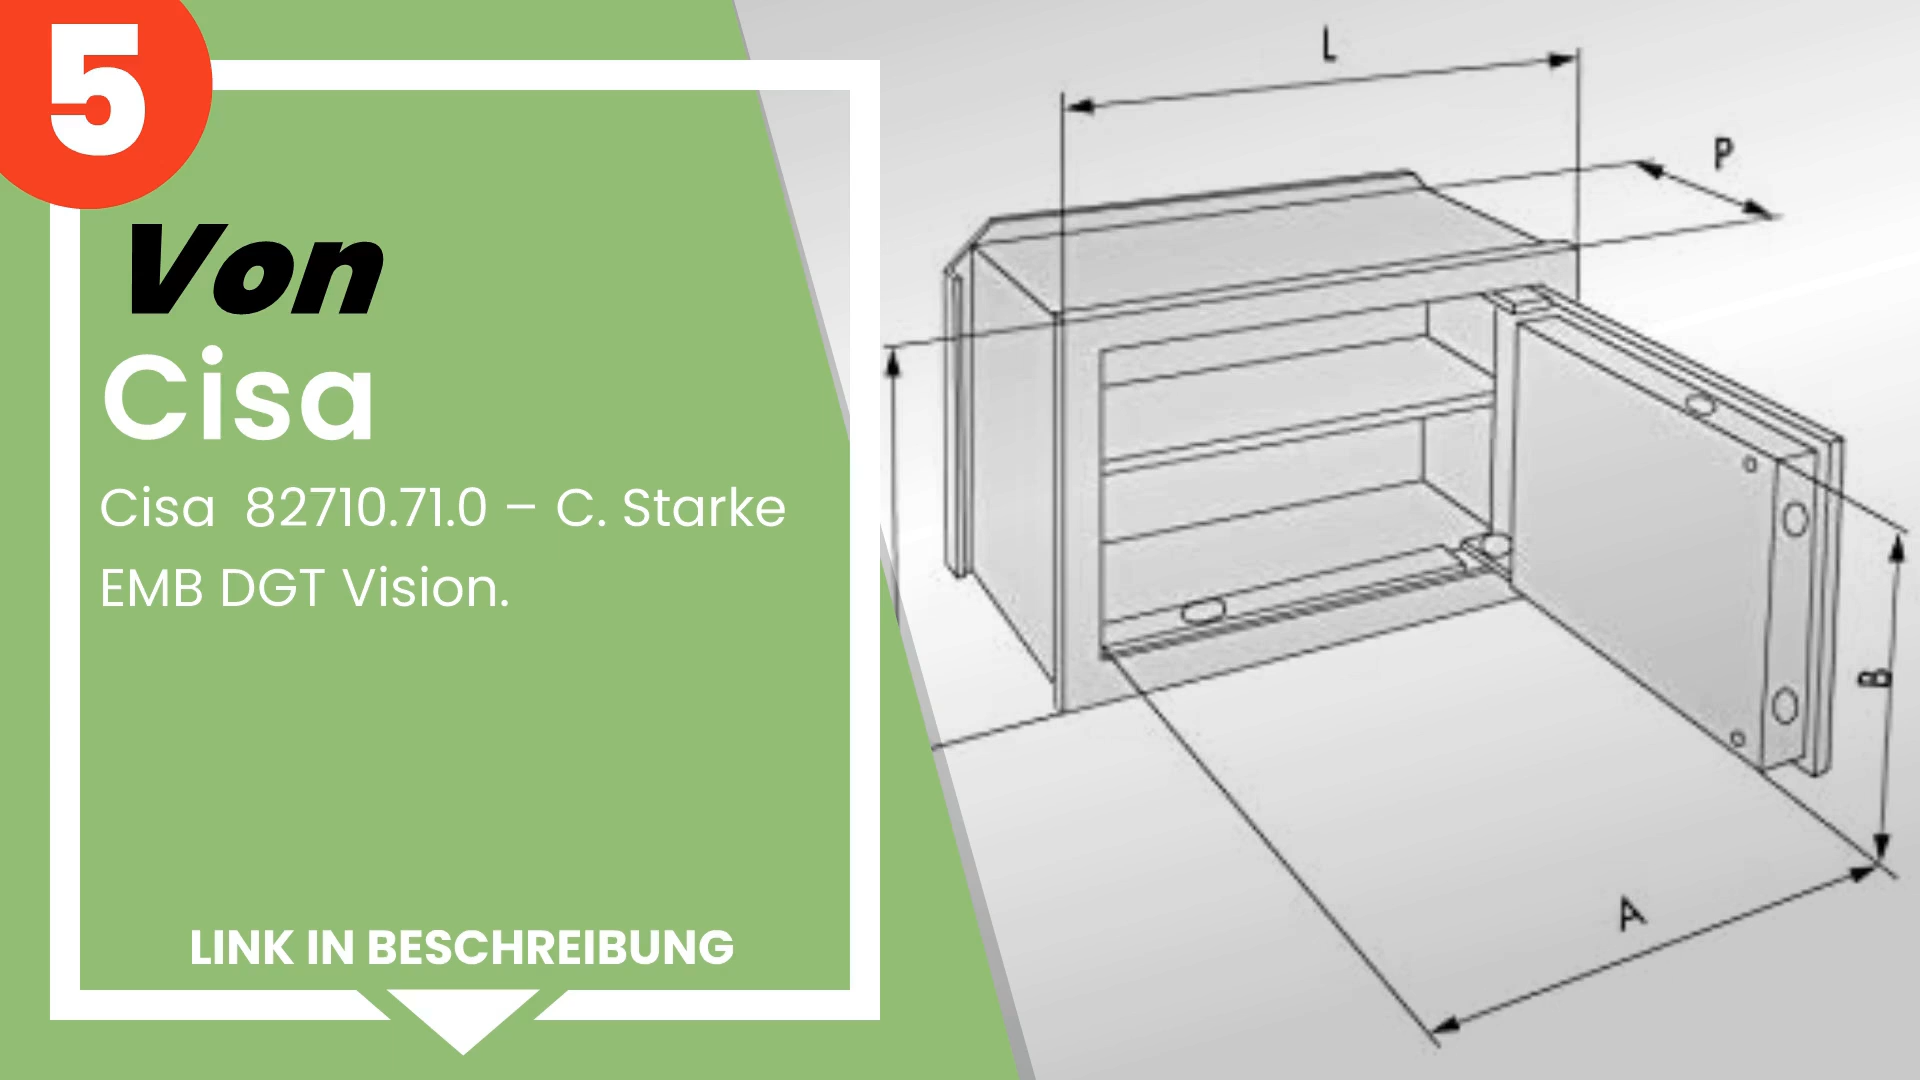 5
Von
Cisa
Cisa 82710.71.0 – C. Starke
EMB DGT Vision.
LINK IN BESCHREIBUNG
L
P
B
A